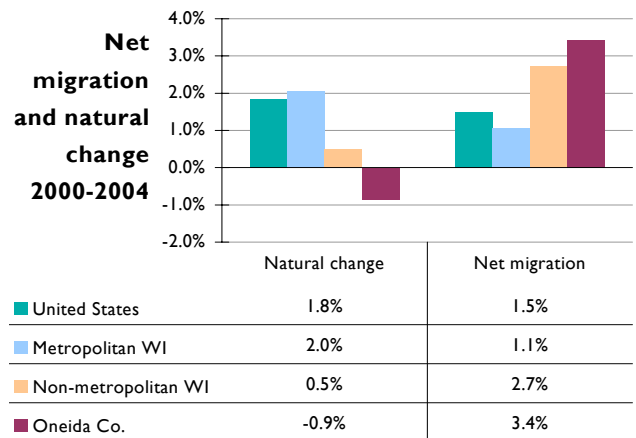 Net
migration
and natural
change
2000-2004
4.0%
3.0%
2.0%
1.0%
0.0%
-1.0%
-2.0%
Natural change Net migration
United States 1.8% 1.5%
Metropolitan WI 2.0% 1.1%
Non-metropolitan WI 0.5% 2.7%
Oneida Co. -0.9% 3.4%